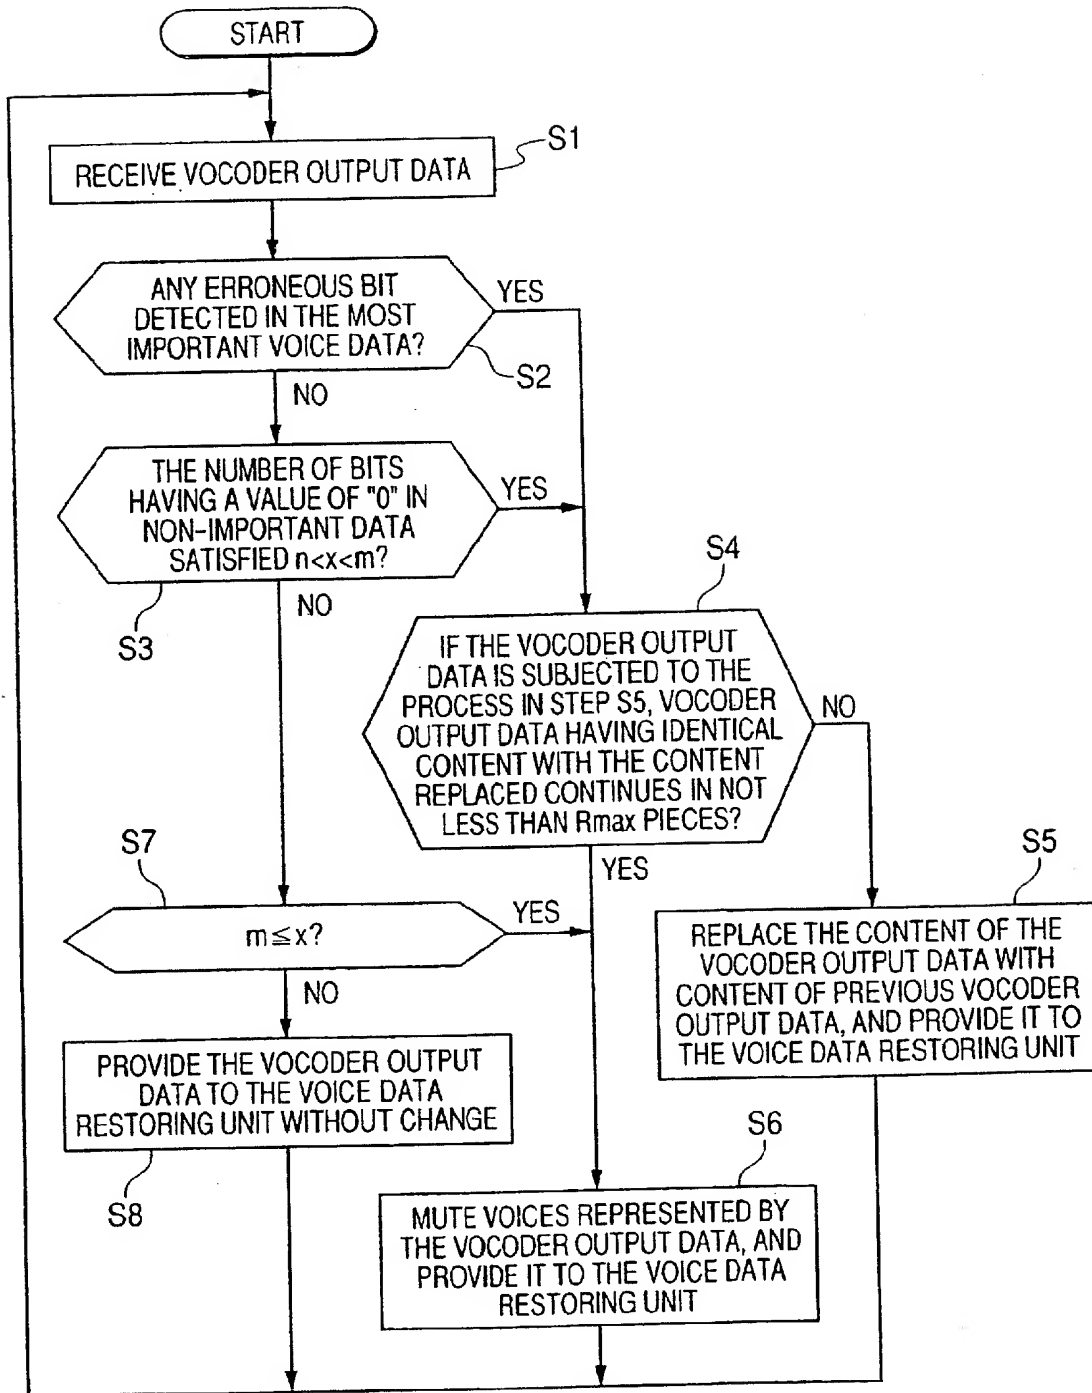 START
S1
RECEIVE VOCODER OUTPUT DATA
ANY ERRONEOUS BIT
DETECTED IN THE MOST
IMPORTANT VOICE DATA?
YES
S2
NO
THE NUMBER OF BITS
HAVING A VALUE OF "0" IN
NON-IMPORTANT DATA
SATISFIED n<x<m?
YES
S3
NO
S4
IF THE VOCODER OUTPUT
DATA IS SUBJECTED TO THE
PROCESS IN STEP S5, VOCODER
OUTPUT DATA HAVING IDENTICAL
CONTENT WITH THE CONTENT
REPLACED CONTINUES IN NOT
LESS THAN Rmax PIECES?
NO
YES
S7
m≦x?
YES
NO
S5
REPLACE THE CONTENT OF THE
VOCODER OUTPUT DATA WITH
CONTENT OF PREVIOUS VOCODER
OUTPUT DATA, AND PROVIDE IT TO
THE VOICE DATA RESTORING UNIT
PROVIDE THE VOCODER OUTPUT
DATA TO THE VOICE DATA
RESTORING UNIT WITHOUT CHANGE
S8
S6
MUTE VOICES REPRESENTED BY
THE VOCODER OUTPUT DATA, AND
PROVIDE IT TO THE VOICE DATA
RESTORING UNIT